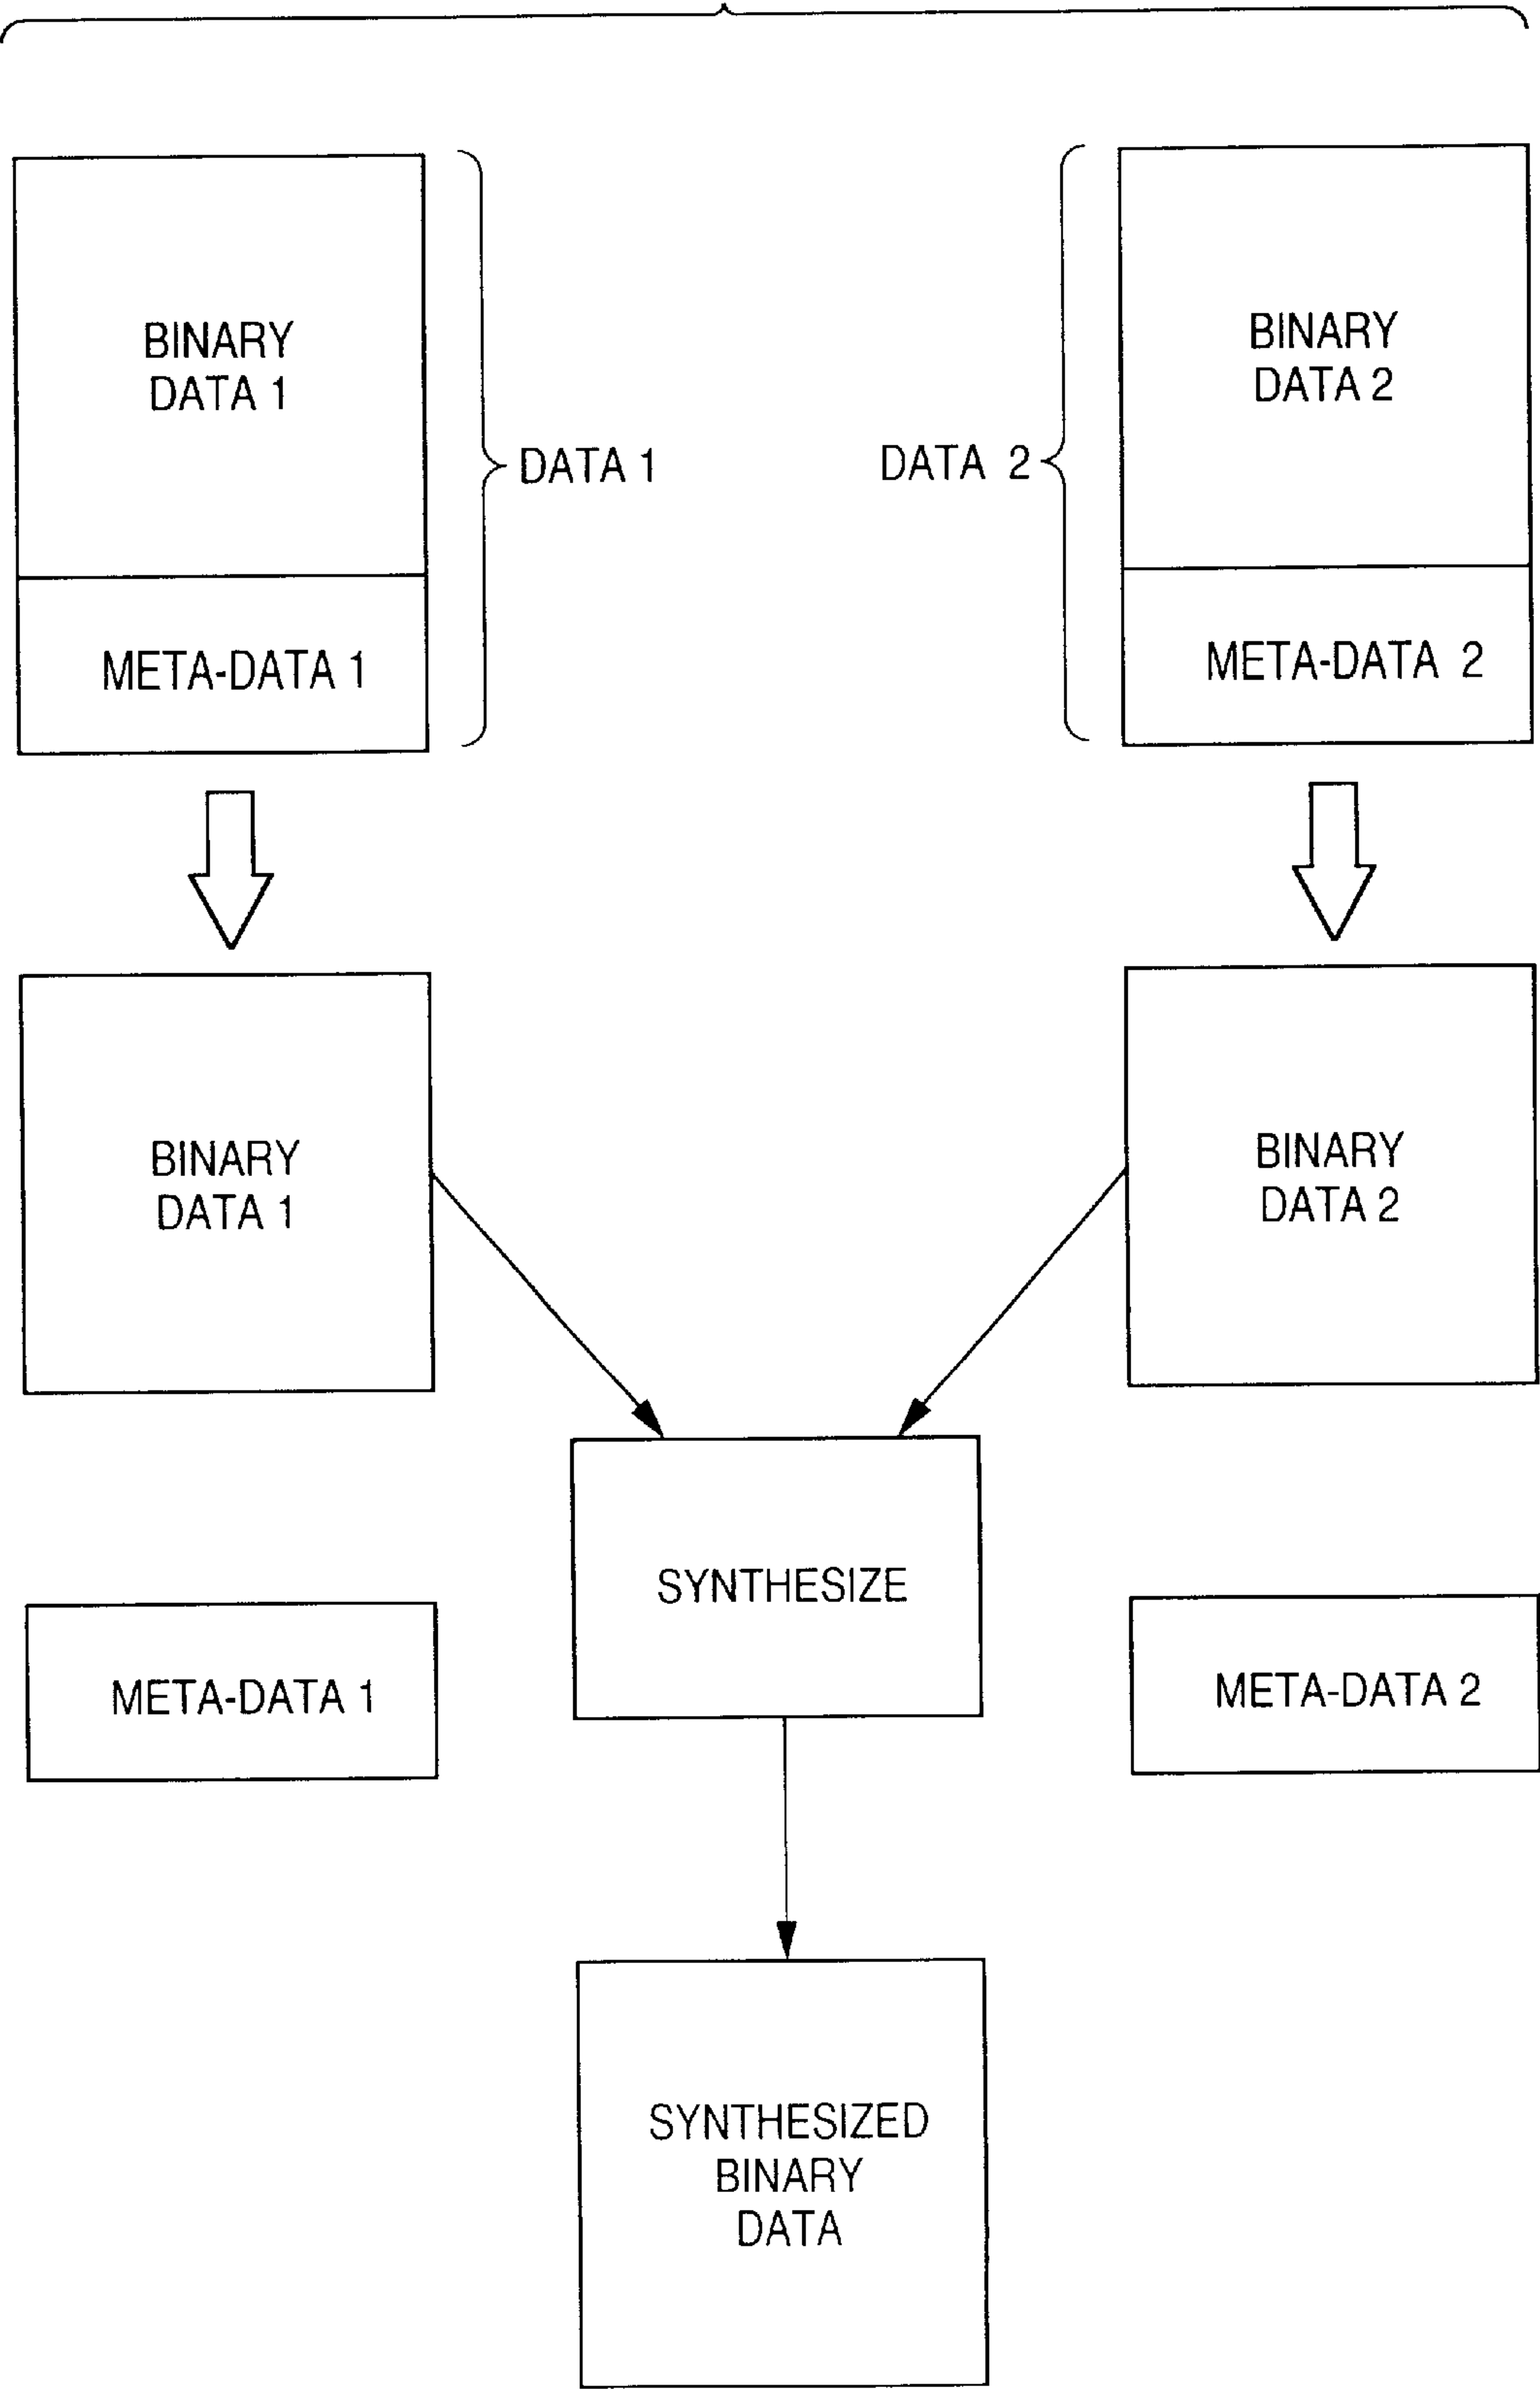 BINARY
DATA 1
BINARY
DATA 2
DATA 1
DATA 2
META-DATA 1
META-DATA 2
BINARY
DATA 1
BINARY
DATA 2
SYNTHESIZE
META-DATA 1
META-DATA 2
SYNTHESIZED
BINARY
DATA